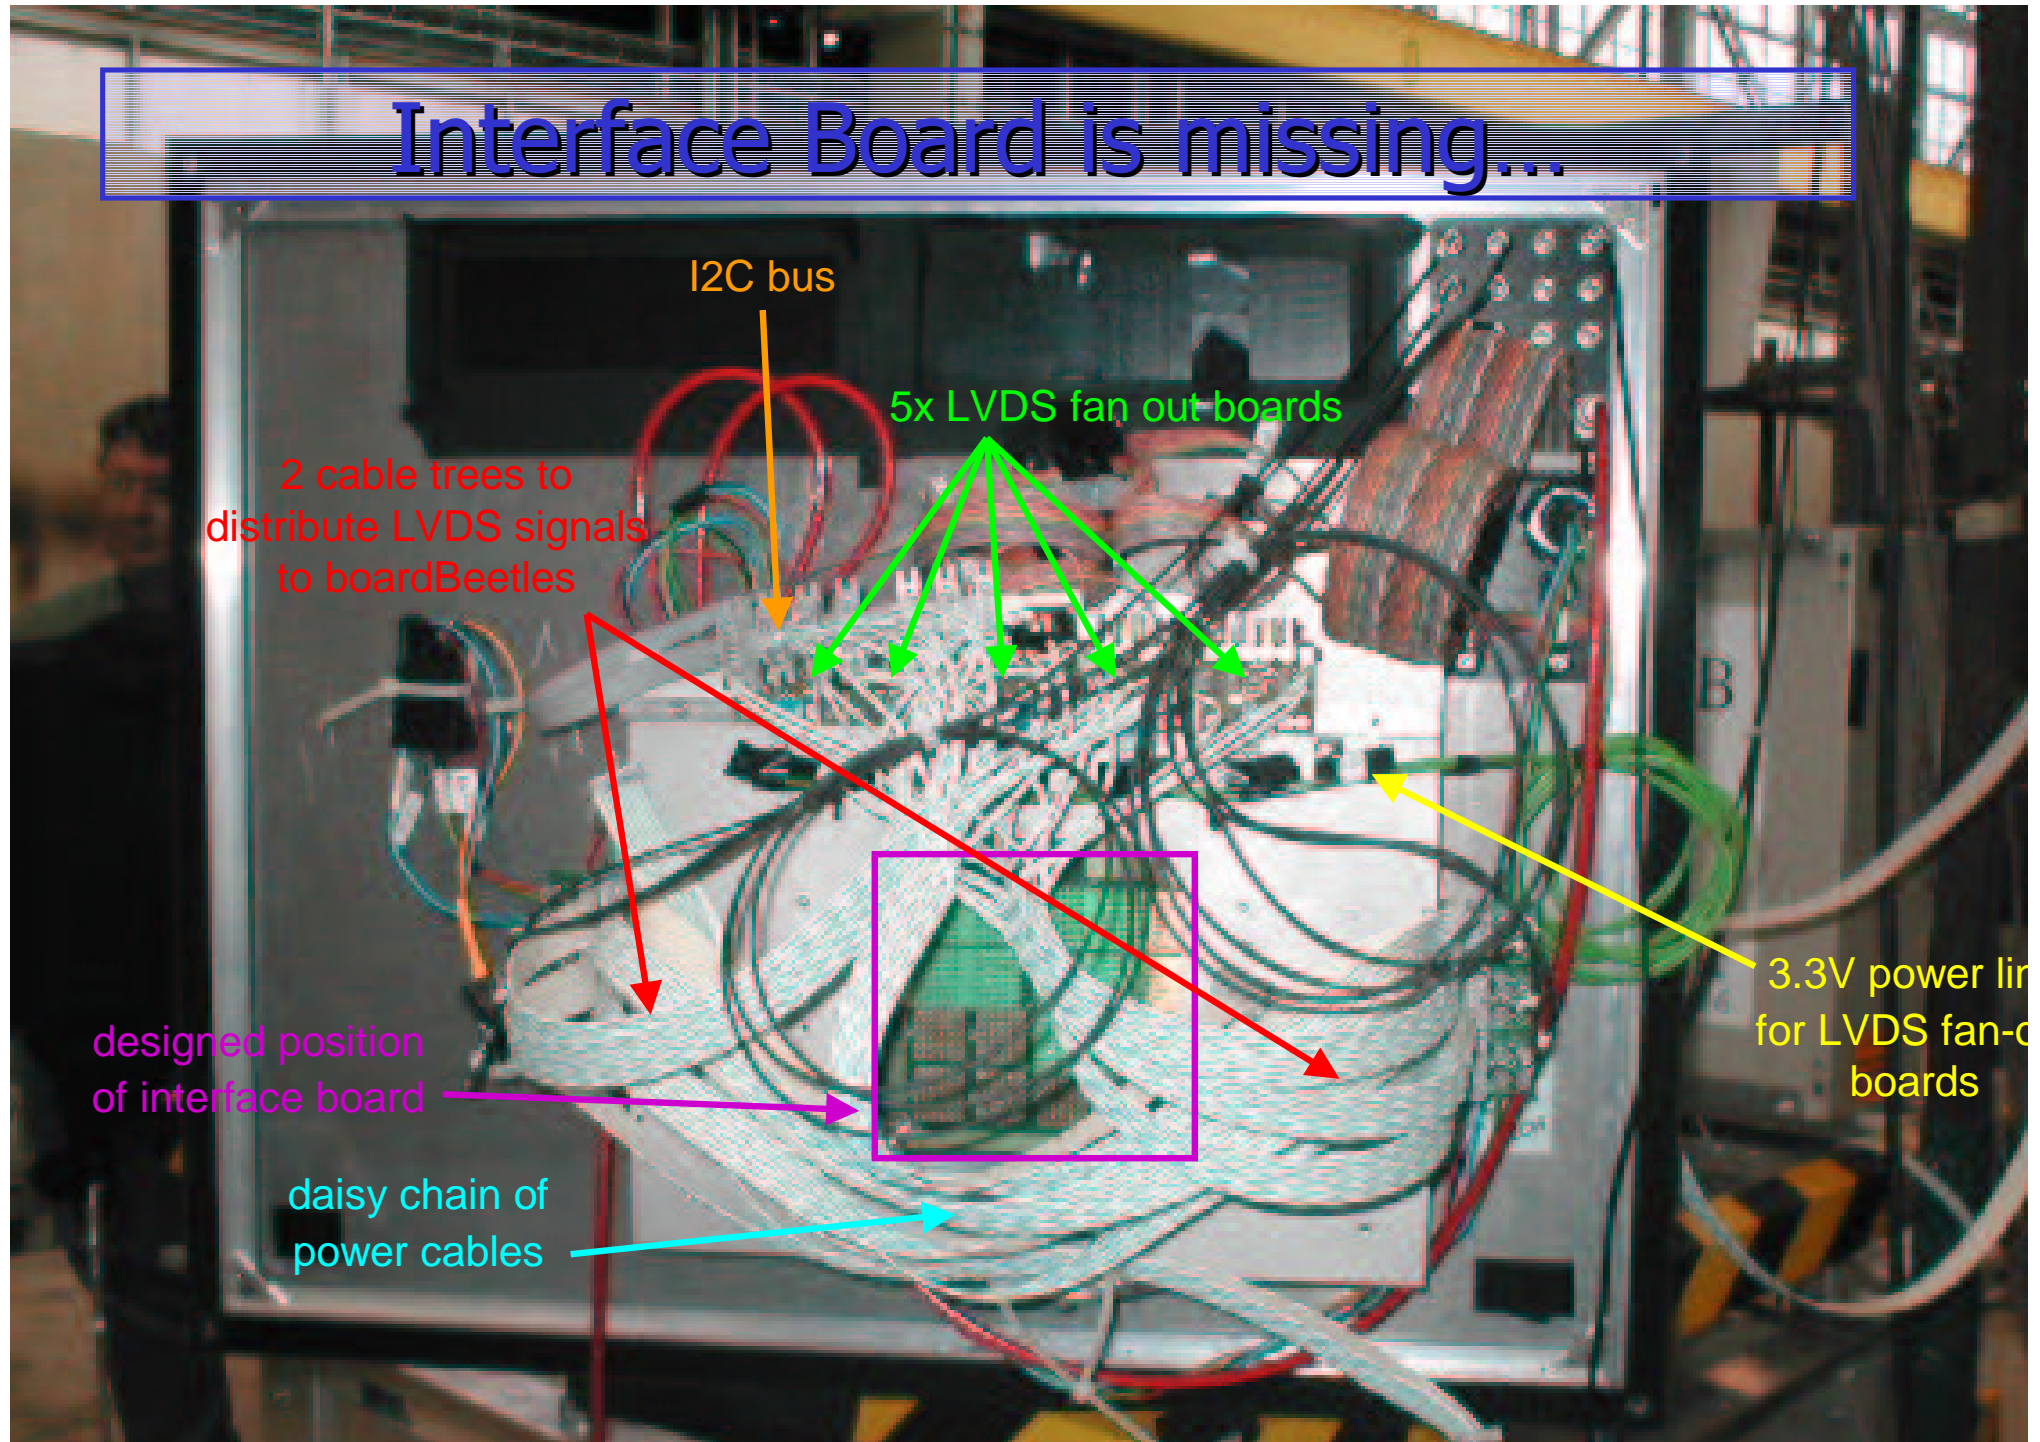 Interface Board is missing...
I2C bus
5x LVDS fan out boards
2 cable trees to
distribute LVDS signals
to boardBeetles
B
3.3V power
for LVDS
boards
designed position
of interface board
daisy chain of
power cables